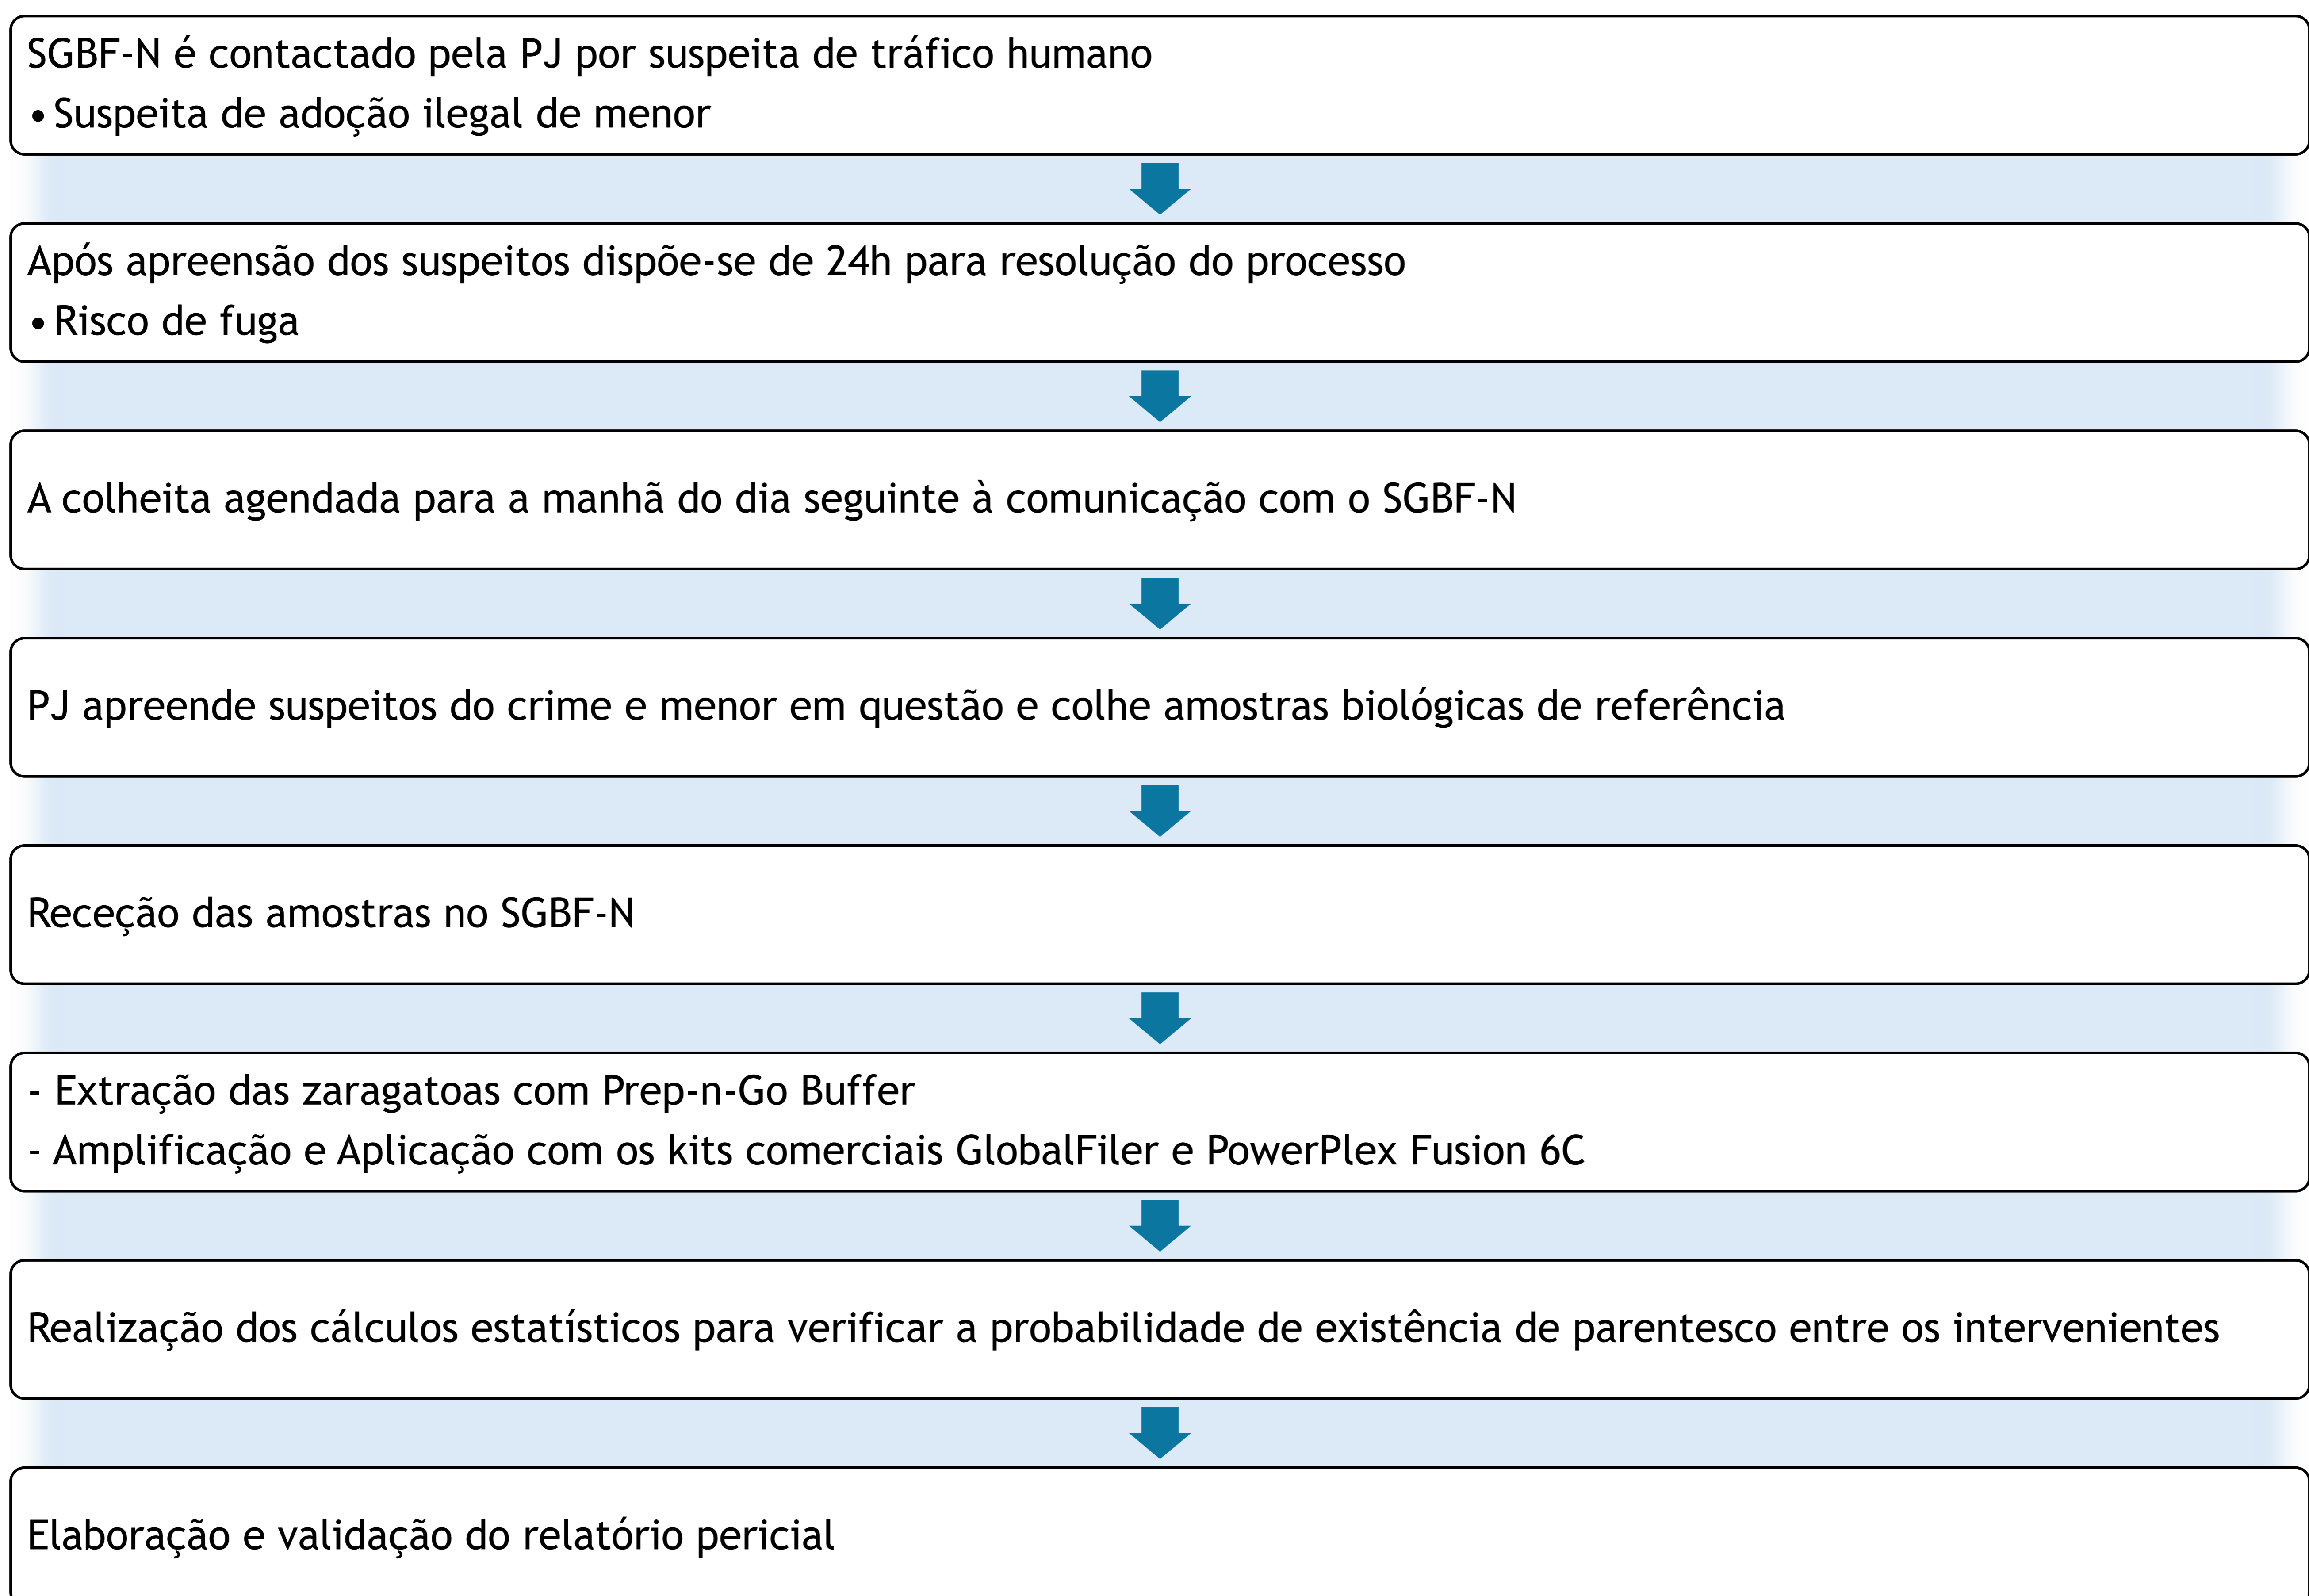 SGBF-N é contactado pela PJ por suspeita de tráfico humano
• Suspeita de adoção ilegal de menor
Após apreensão dos suspeitos dispõe-se de 24h para resolução do processo
• Risco de fuga
A colheita agendada para a manhã do dia seguinte à comunicação com o SGBF-N
PJ apreende suspeitos do crime e menor em questão e colhe amostras biológicas de referência
Receção das amostras no SGBF-N
- Extração das zaragatoas com Prep-n-Go Buffer
- Amplificação e Aplicação com os kits comerciais GlobalFiler e PowerPlex Fusion 6C
Realização dos cálculos estatísticos para verificar a probabilidade de existência de parentesco entre os intervenientes
Elaboração e validação do relatório pericial